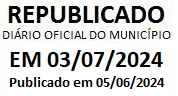 REPUBLICADO
DIÁRIO OFICIAL DO MUNICÍPIO
EM 03/07/2024
Publicado em 05/06/2024